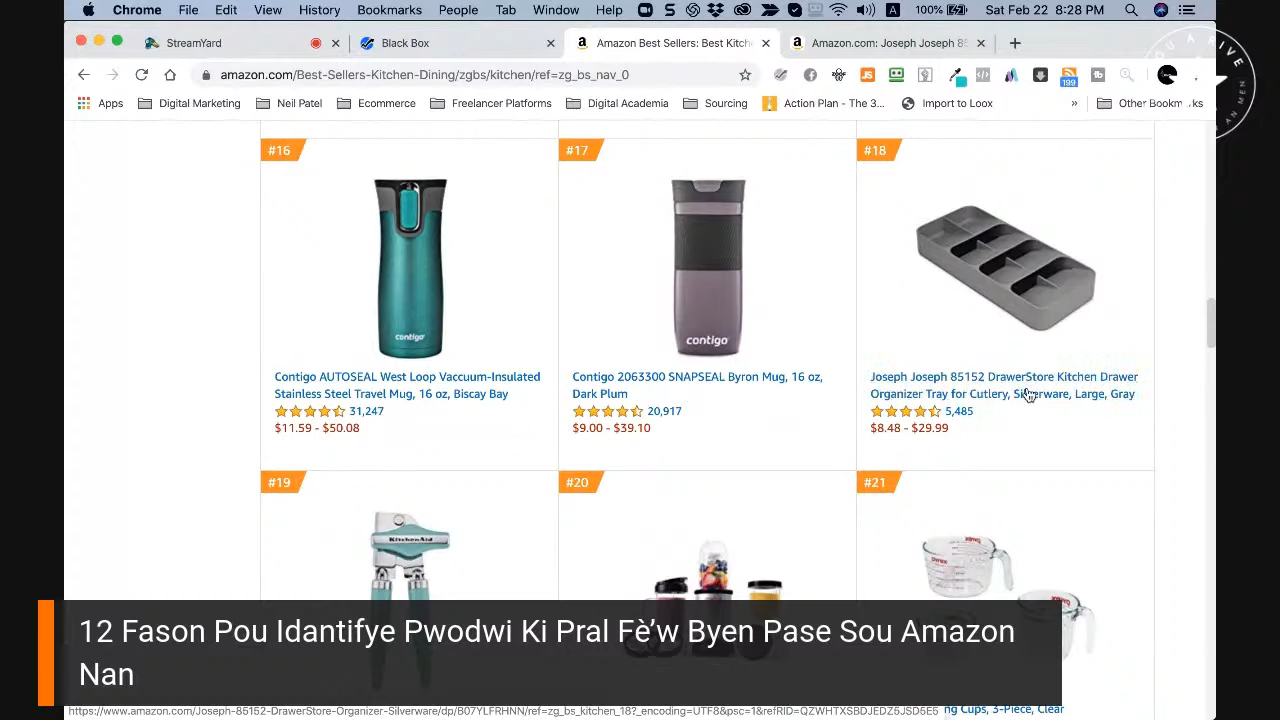 Chrome File Edit View History Bookmarks People Tab Window Help 100% Sat Feb 22 8:28 PM
StreamYard
Black Box
Amazon Best Sellers: Best Kitch
Amazon.com: Joseph Joseph 85
amazon.com/Best-Sellers-Kitchen-Dining/zgbs/kitchen/ref=zg_bs_nav_0
199
Apps Digital Marketing Neil Patel Ecommerce Freelancer Platforms Digital Academia Sourcing Action Plan - The 3... Import to Loox » Other Bookm
#16
#17
#18
contigo
contigo
Contigo AUTOSEAL West Loop Vaccuum-Insulated
Stainless Steel Travel Mug, 16 oz, Biscay Bay
31,247
$11.59 - $50.08
Contigo 2063300 SNAPSEAL Byron Mug, 16 oz,
Dark Plum
20,917
$9.00 - $39.10
Joseph Joseph 85152 DrawerStore Kitchen Drawer
Organizer Tray for Cutlery, Silverware, Large, Gray
5,485
$8.48 - $29.99
#19
#20
#21
KitchenAid
PYREX
12 Fason Pou Idantifye Pwodwi Ki Pral Fè’w Byen Pase Sou Amazon
Nan
ng Cups, 3-Piece, Clear
https://www.amazon.com/Joseph-85152-DrawerStore-Organizer-Silverware/dp/B07YLFRHNN/ref=zg_bs_kitchen_18?_encoding=UTF8&psc=1&refRID=QZWHTXSBDJEDZ5JSD5E5